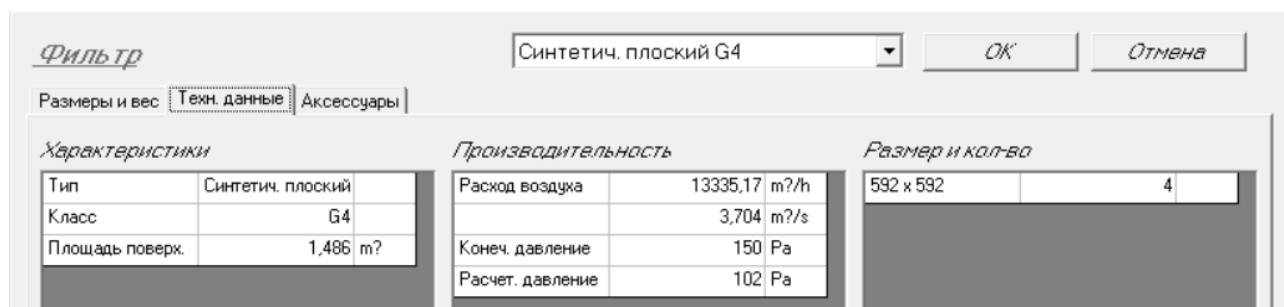 Фильтр
Синтетич. плоский G4
ОК
Отмена
Размеры и вес Техн. данные Аксессуары
Характеристики
Тип Синтетич. плоский
Класс G4
Площадь поверх. 1,486 m?
Производительность
Расход воздуха 13335,17 m?/h
3,704 m?/s
Конеч. давление 150 Pa
Расчет. давление 102 Pa
Размер и кол-во
592 x 592 4